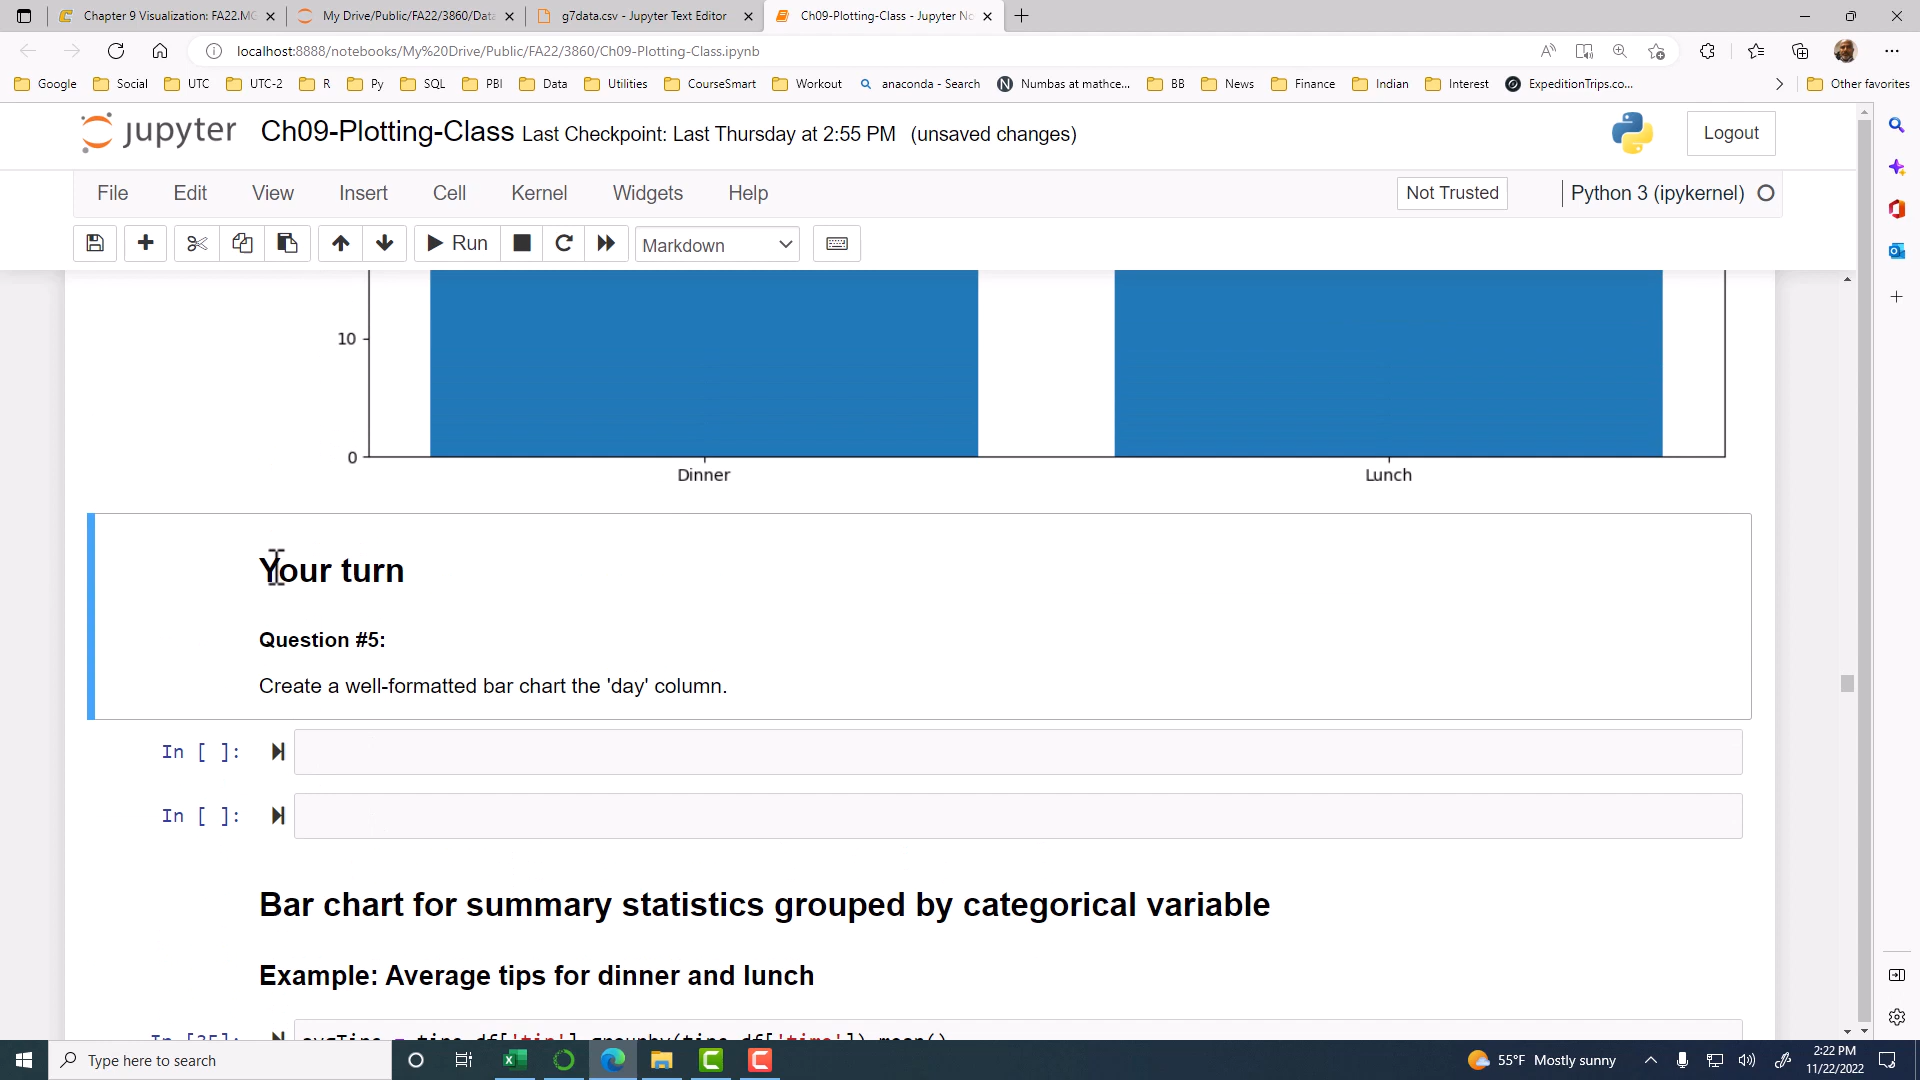 Chapter 9 Visualization: FA22.MG
My Drive/Public/FA22/3860/Data
g7data.csv - Jupyter Text Editor
Ch09-Plotting-Class - Jupyter No
localhost:8888/notebooks/My%20Drive/Public/FA22/3860/Ch09-Plotting-Class.ipynb
Google Social UTC UTC-2 R Py SQL PBI Data Utilities CourseSmart Workout anaconda - Search Numbas at mathce... BB News Finance Indian Interest ExpeditionTrips.co... Other favorites
jupyter Ch09-Plotting-Class Last Checkpoint: Last Thursday at 2:55 PM (unsaved changes) Logout
File Edit View Insert Cell Kernel Widgets Help Not Trusted Python 3 (ipykernel)
Run Markdown
10
0
Dinner Lunch
Your turn
Question #5:
Create a well-formatted bar chart the 'day' column.
In [ ]:
In [ ]:
Bar chart for summary statistics grouped by categorical variable
Example: Average tips for dinner and lunch
Type here to search
55°F Mostly sunny
2:22 PM
11/22/2022